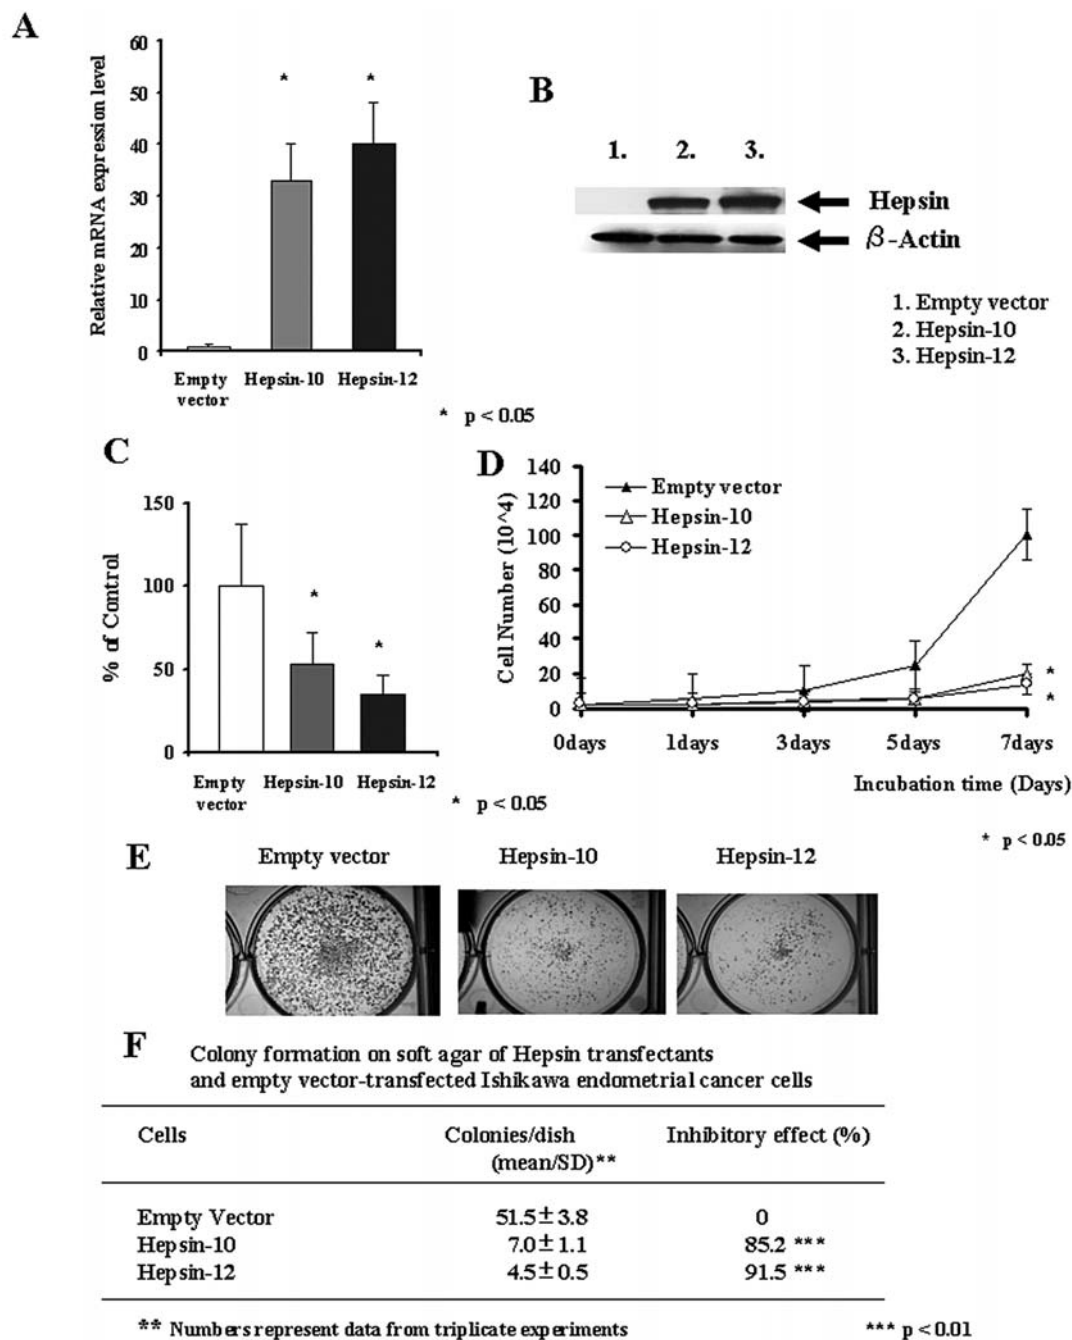 A
60
50
40
30
20
10
0
Relative mRNA expression level
*
*
Empty vector
Hepsin-10
Hepsin-12
* p < 0.05
B
1. 2. 3.
Hepsin
β-Actin
1. Empty vector
2. Hepsin-10
3. Hepsin-12
C
150
100
50
0
% of Control
*
*
Empty vector
Hepsin-10
Hepsin-12
* p < 0.05
D
140
120
100
80
60
40
20
0
Cell Number (10^4)
Empty vector
Hepsin-10
Hepsin-12
*
*
0days 1days 3days 5days 7days
Incubation time (Days)
* p < 0.05
E
Empty vector Hepsin-10 Hepsin-12
F
Colony formation on soft agar of Hepsin transfectants
and empty vector-transfected Ishikawa endometrial cancer cells
Cells Colonies/dish Inhibitory effect (%)
(mean/SD)**
Empty Vector 51.5±3.8 0
Hepsin-10 7.0±1.1 85.2 ***
Hepsin-12 4.5±0.5 91.5 ***
** Numbers represent data from triplicate experiments *** p < 0.01